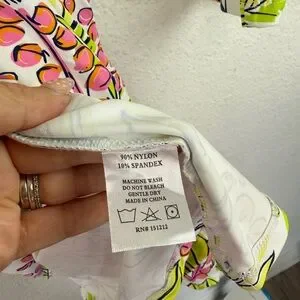 90% NYLON
10% SPANDEX
MACHINE WASH
DO NOT BLEACH
GENTLE DRY
MADE IN CHINA
RN# 151212